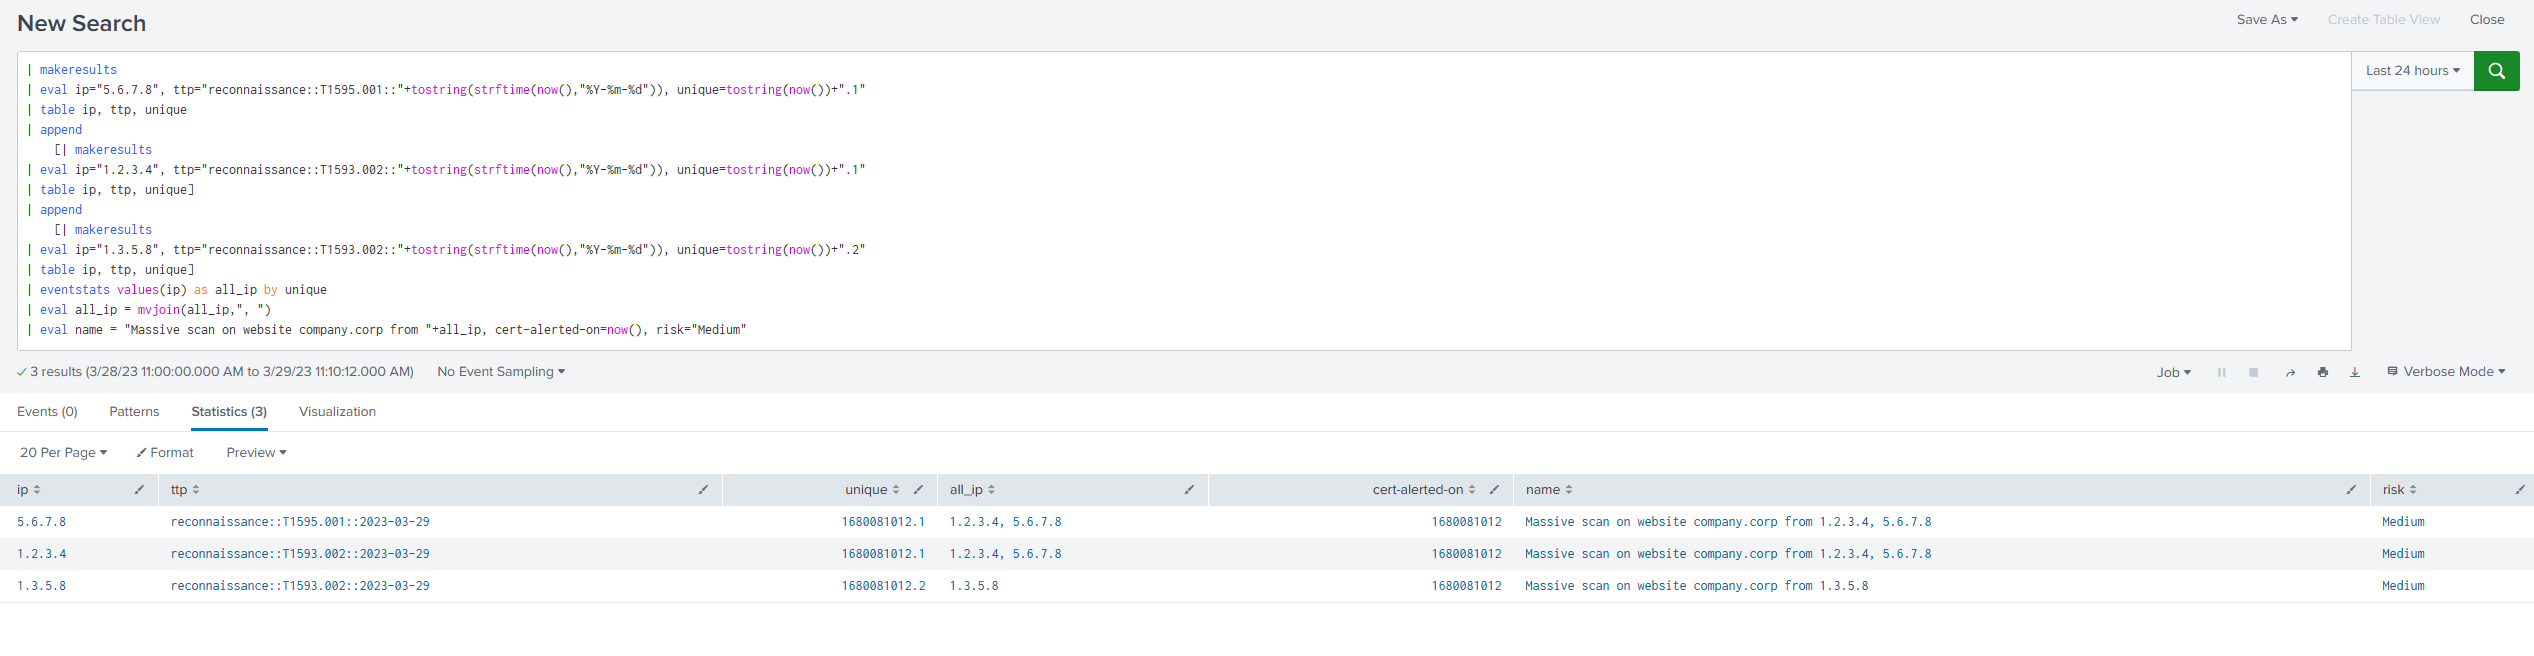 New Search
Save As Create Table View Close
| makeresults
| eval ip="5.6.7.8", ttp="reconnaissance::T1595.001::"+tostring(strftime(now(),"%Y-%m-%d")), unique=tostring(now())+".1"
| table ip, ttp, unique
| append
[| makeresults
| eval ip="1.2.3.4", ttp="reconnaissance::T1593.002::"+tostring(strftime(now(),"%Y-%m-%d")), unique=tostring(now())+".1"
| table ip, ttp, unique]
| append
[| makeresults
| eval ip="1.3.5.8", ttp="reconnaissance::T1593.002::"+tostring(strftime(now(),"%Y-%m-%d")), unique=tostring(now())+".2"
| table ip, ttp, unique]
| eventstats values(ip) as all_ip by unique
| eval all_ip = mvjoin(all_ip,", ")
| eval name = "Massive scan on website company.corp from "+all_ip, cert-alerted-on=now(), risk="Medium"
Last 24 hours
3 results (3/28/23 11:00:00.000 AM to 3/29/23 11:10:12.000 AM) No Event Sampling
Job Verbose Mode
Events (0) Patterns Statistics (3) Visualization
20 Per Page Format Preview
ip ttp unique all_ip cert-alerted-on name risk
5.6.7.8 reconnaissance::T1595.001::2023-03-29 1680081012.1 1.2.3.4, 5.6.7.8 1680081012 Massive scan on website company.corp from 1.2.3.4, 5.6.7.8 Medium
1.2.3.4 reconnaissance::T1593.002::2023-03-29 1680081012.1 1.2.3.4, 5.6.7.8 1680081012 Massive scan on website company.corp from 1.2.3.4, 5.6.7.8 Medium
1.3.5.8 reconnaissance::T1593.002::2023-03-29 1680081012.2 1.3.5.8 1680081012 Massive scan on website company.corp from 1.3.5.8 Medium